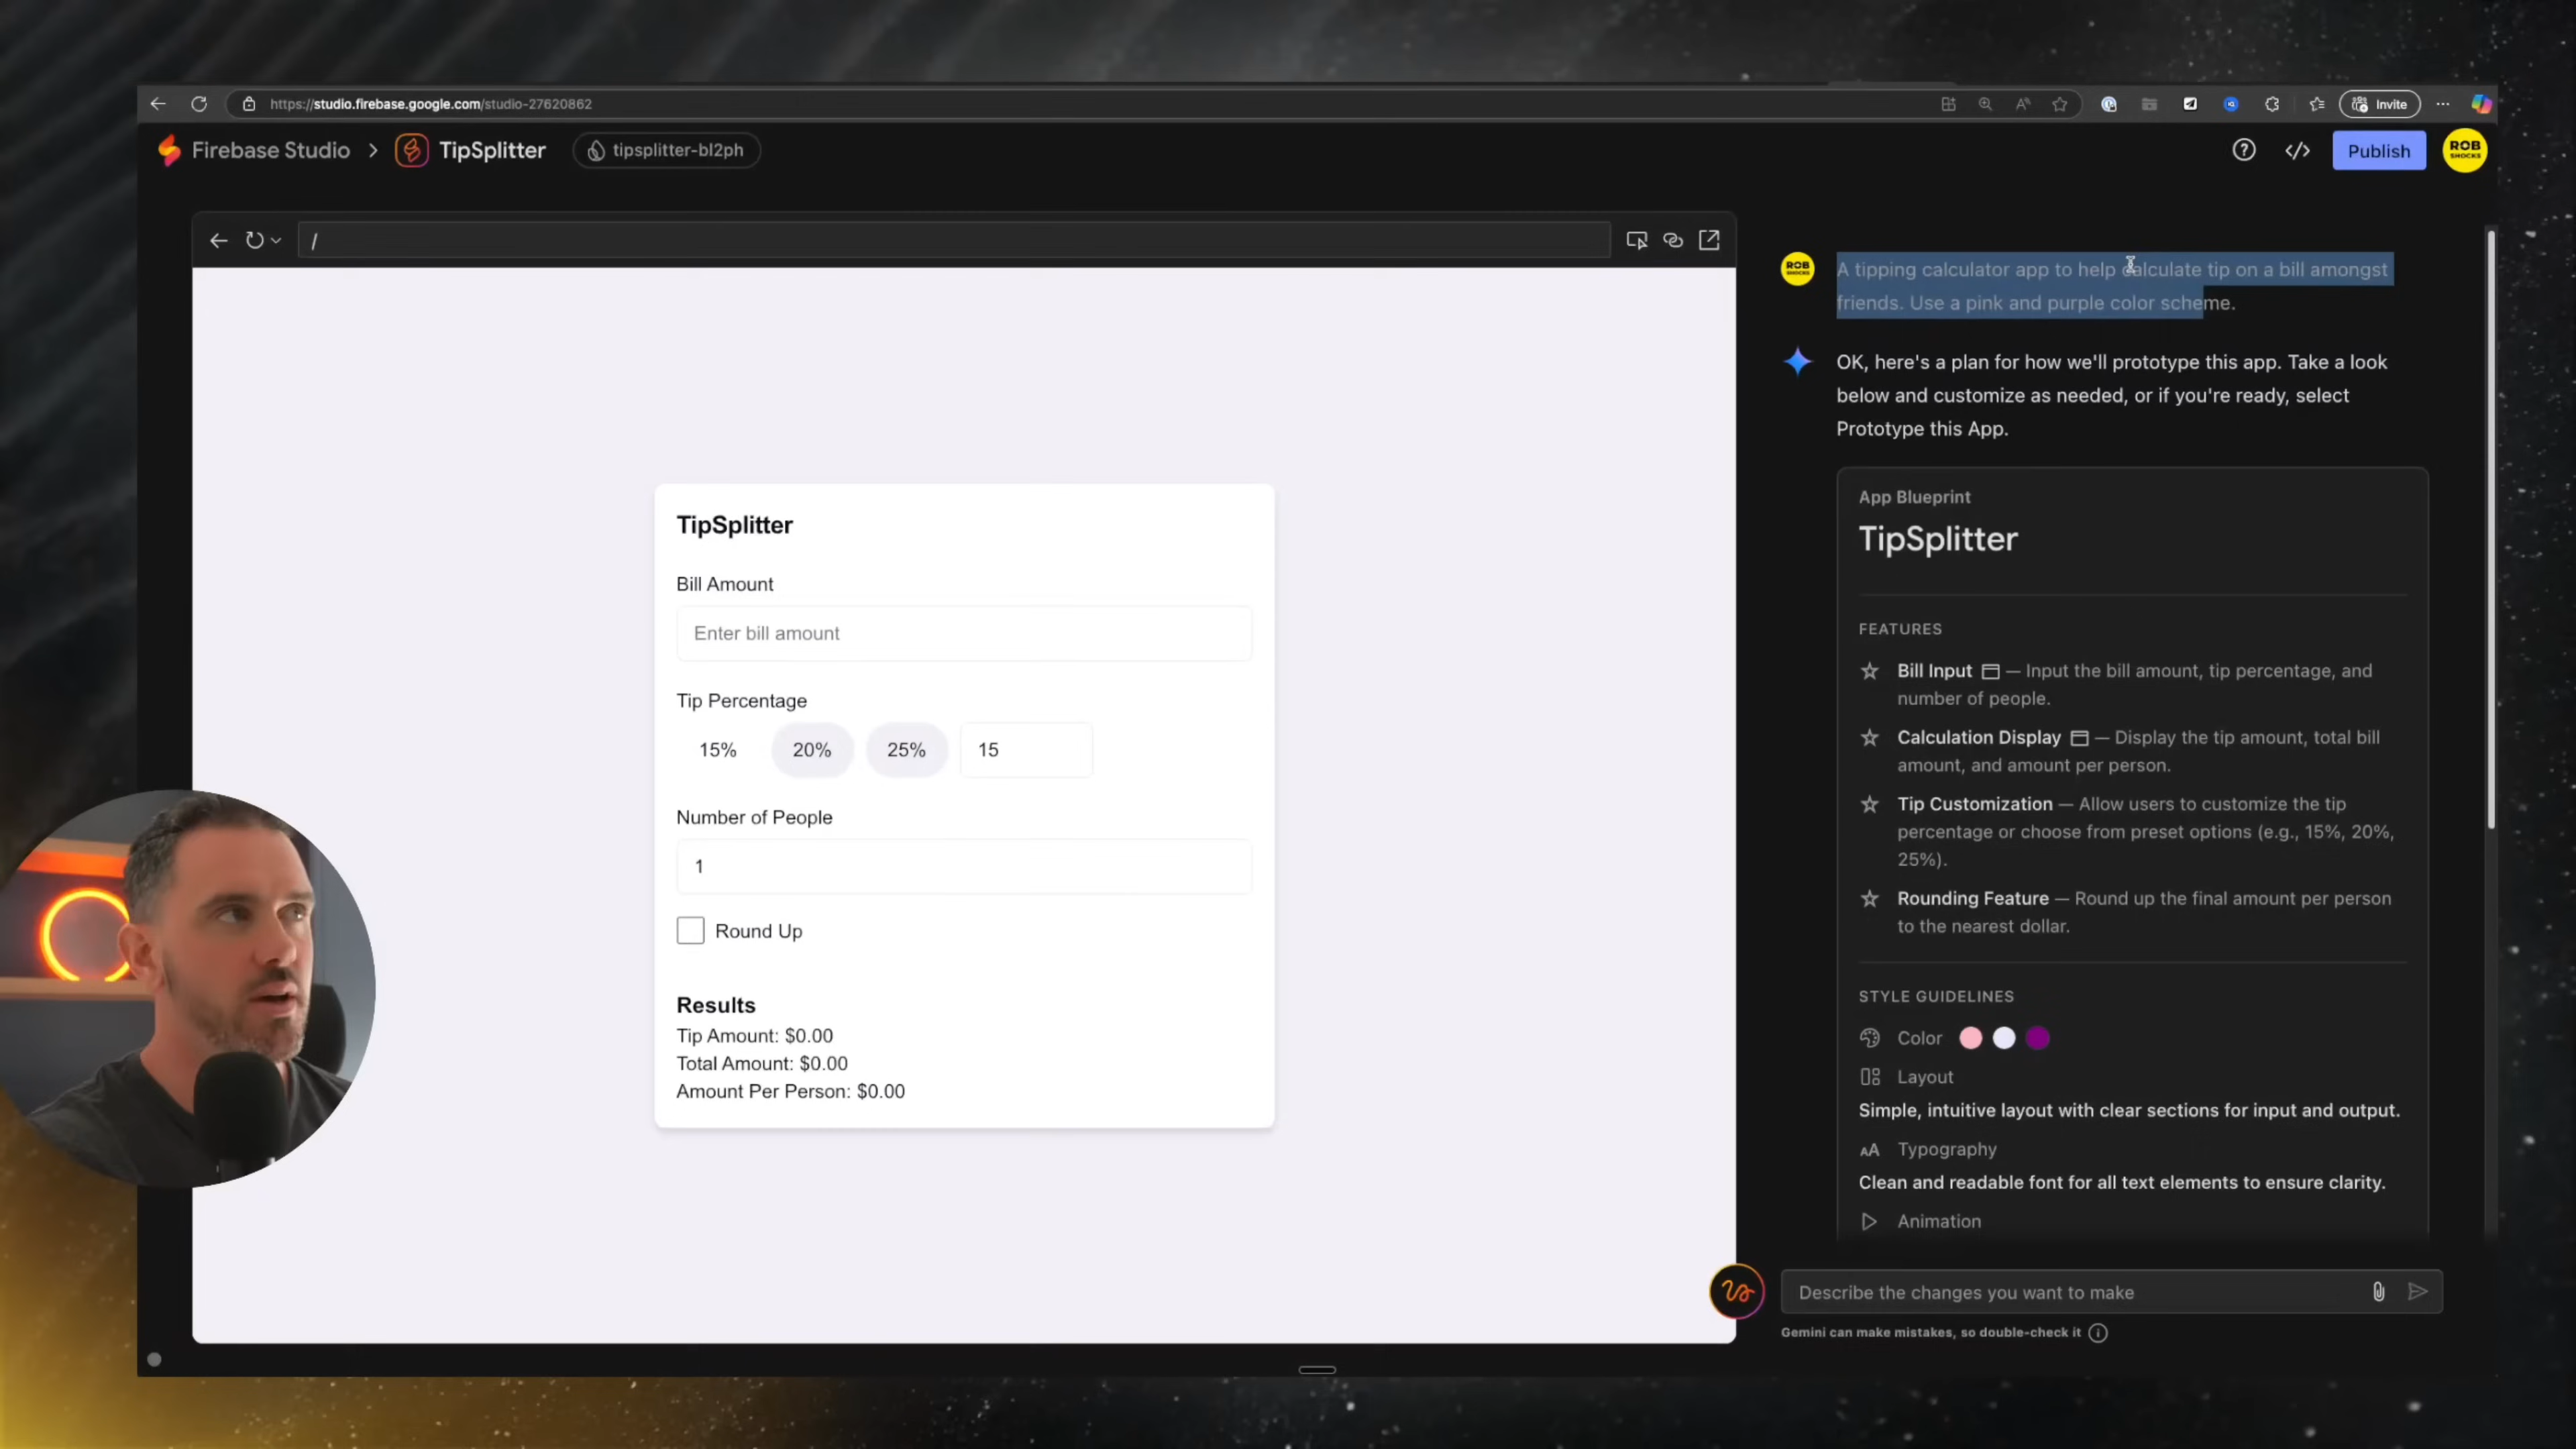 https://studio.firebase.google.com/studio-27620862
Invite
Firebase Studio > TipSplitter tipsplitter-bl2ph
Publish
ROB
SHOCKS
/
ROB
SHOCKS
A tipping calculator app to help calculate tip on a bill amongst
friends. Use a pink and purple color scheme.
OK, here's a plan for how we'll prototype this app. Take a look
below and customize as needed, or if you're ready, select
Prototype this App.
App Blueprint
TipSplitter
FEATURES
Bill Input — Input the bill amount, tip percentage, and
number of people.
Calculation Display — Display the tip amount, total bill
amount, and amount per person.
Tip Customization — Allow users to customize the tip
percentage or choose from preset options (e.g., 15%, 20%,
25%).
Rounding Feature — Round up the final amount per person
to the nearest dollar.
STYLE GUIDELINES
Color
Layout
Simple, intuitive layout with clear sections for input and output.
AA Typography
Clean and readable font for all text elements to ensure clarity.
Animation
Describe the changes you want to make
Gemini can make mistakes, so double-check it
TipSplitter
Bill Amount
Enter bill amount
Tip Percentage
15% 20% 25% 15
Number of People
1
Round Up
Results
Tip Amount: $0.00
Total Amount: $0.00
Amount Per Person: $0.00